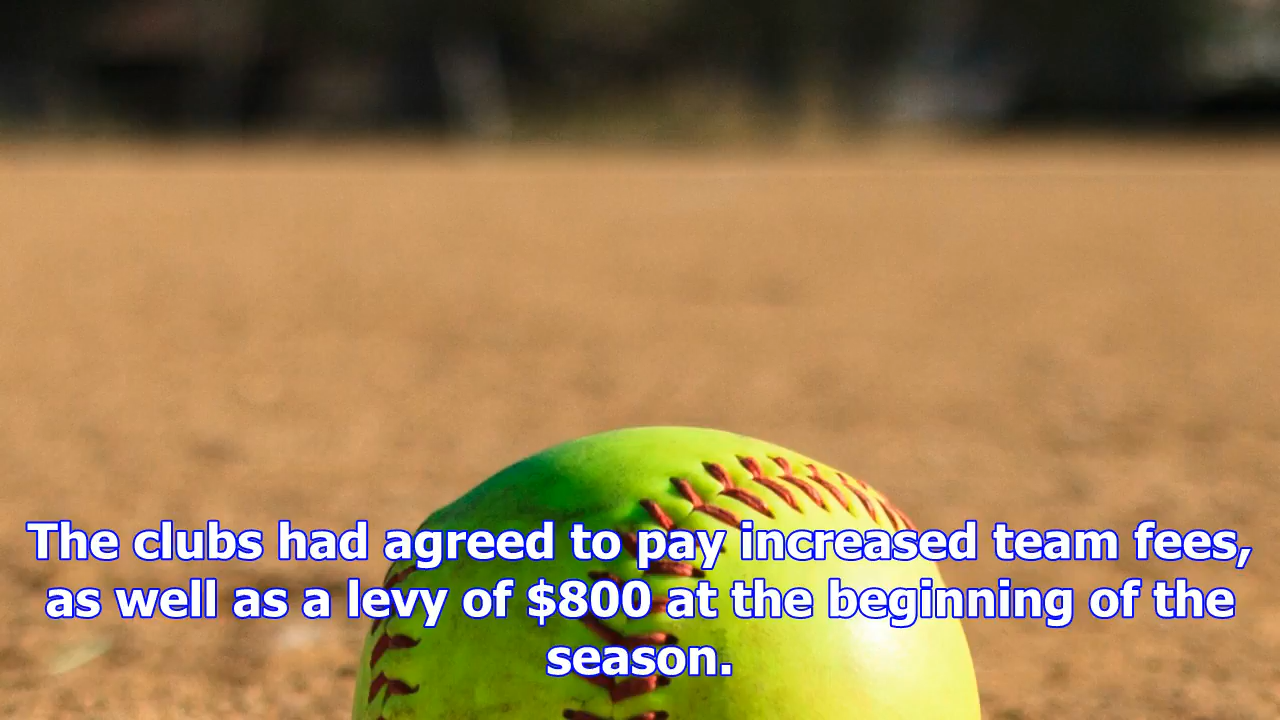 The clubs had agreed to pay increased team fees,
as well as a levy of $800 at the beginning of the
season.